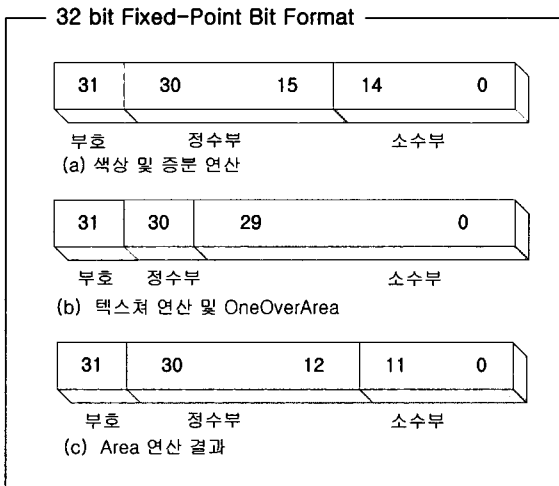 32 bit Fixed-Point Bit Format
31 30 15 14 0
부호 정수부 소수부
(a) 색상 및 증분 연산
31 30 29 0
부호 정수부 소수부
(b) 텍스쳐 연산 및 OneOverArea
31 30 12 11 0
부호 정수부 소수부
(c) Area 연산 결과